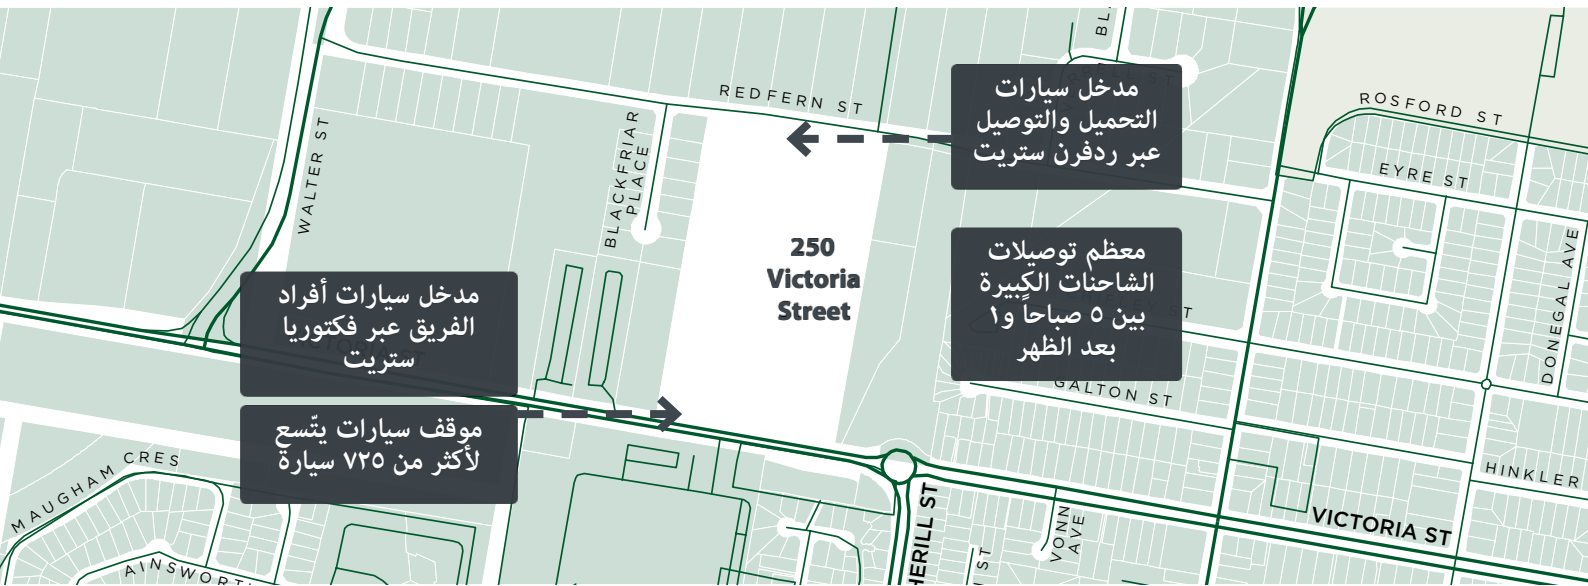 REDFERN ST
مدخل سيارات
التحميل والتوصيل
عبر ردفرن ستريت
ROSFORD ST
EYRE ST
WALTER ST
BLACKFRIAR
PLACE
معظم توصيلات
الشاحنات الكبيرة
بين ٥ صباحاً و١
بعد الظهر
250
Victoria
Street
DONEGAL AVE
مدخل سيارات أفراد
الفريق عبر فكتوريا
ستريت
GALTON ST
موقف سيارات يتّسع
لأكثر من ٧٢٥ سيارة
MAUGHAM CRES
HINKLER
VICTORIA ST